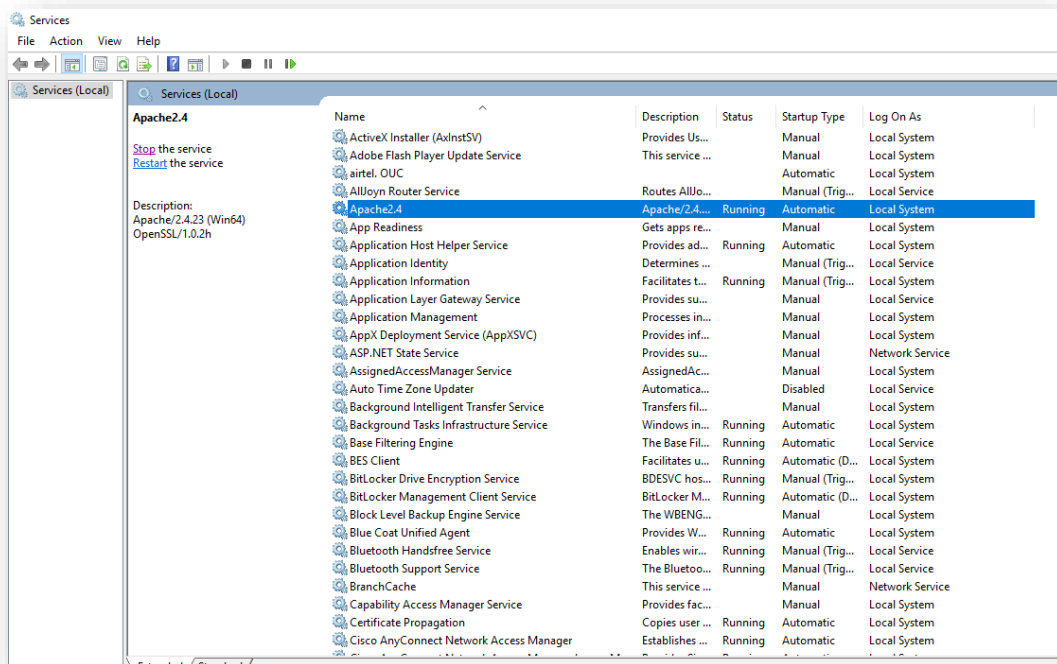 Services
File Action View Help
Services (Local)
Services (Local)
Apache2.4
Stop the service
Restart the service
Description:
Apache/2.4.23 (Win64)
OpenSSL/1.0.2h
Name Description Status Startup Type Log On As
ActiveX Installer (AxInstSV) Provides Us... Manual Local System
Adobe Flash Player Update Service This service ... Manual Local System
airtel. OUC Automatic Local System
AllJoyn Router Service Routes AllJo... Manual (Trig... Local Service
Apache2.4 Apache/2.4.... Running Automatic Local System
App Readiness Gets apps re... Manual Local System
Application Host Helper Service Provides ad... Running Automatic Local System
Application Identity Determines ... Manual (Trig... Local Service
Application Information Facilitates t... Running Manual (Trig... Local System
Application Layer Gateway Service Provides su... Manual Local Service
Application Management Processes in... Manual Local System
AppX Deployment Service (AppXSVC) Provides inf... Manual Local System
ASP.NET State Service Provides su... Manual Network Service
AssignedAccessManager Service AssignedAc... Manual Local System
Auto Time Zone Updater Automatica... Disabled Local Service
Background Intelligent Transfer Service Transfers fil... Manual Local System
Background Tasks Infrastructure Service Windows in... Running Automatic Local System
Base Filtering Engine The Base Fil... Running Automatic Local Service
BES Client Facilitates u... Running Automatic (D... Local System
BitLocker Drive Encryption Service BDESVC hos... Running Manual (Trig... Local System
BitLocker Management Client Service BitLocker M... Running Automatic (D... Local System
Block Level Backup Engine Service The WBENG... Manual Local System
Blue Coat Unified Agent Provides W... Running Automatic Local System
Bluetooth Handsfree Service Enables wir... Running Manual (Trig... Local Service
Bluetooth Support Service The Bluetoo... Running Manual (Trig... Local Service
BranchCache This service ... Manual Network Service
Capability Access Manager Service Provides fac... Manual Local System
Certificate Propagation Copies user ... Running Automatic Local System
Cisco AnyConnect Network Access Manager Establishes ... Running Automatic Local System